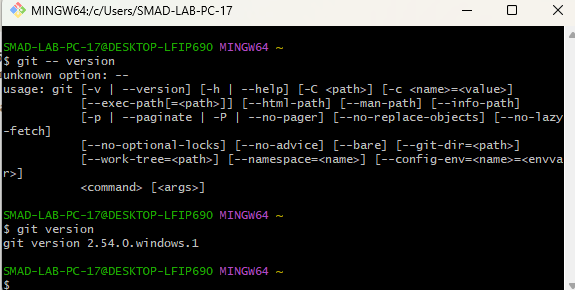 MINGW64:/c/Users/SMAD-LAB-PC-17
SMAD-LAB-PC-17@DESKTOP-LFIP69O MINGW64 ~
$ git -- version
unknown option: --
usage: git [-v | --version] [-h | --help] [-C <path>] [-c <name>=<value>]
           [--exec-path[=<path>]] [--html-path] [--man-path] [--info-path]
           [-p | --paginate | -P | --no-pager] [--no-replace-objects] [--no-lazy
-fetch]
           [--no-optional-locks] [--no-advice] [--bare] [--git-dir=<path>]
           [--work-tree=<path>] [--namespace=<name>] [--config-env=<name>=<envva
r>]
           <command> [<args>]
SMAD-LAB-PC-17@DESKTOP-LFIP69O MINGW64 ~
$ git version
git version 2.54.0.windows.1
SMAD-LAB-PC-17@DESKTOP-LFIP69O MINGW64 ~
$